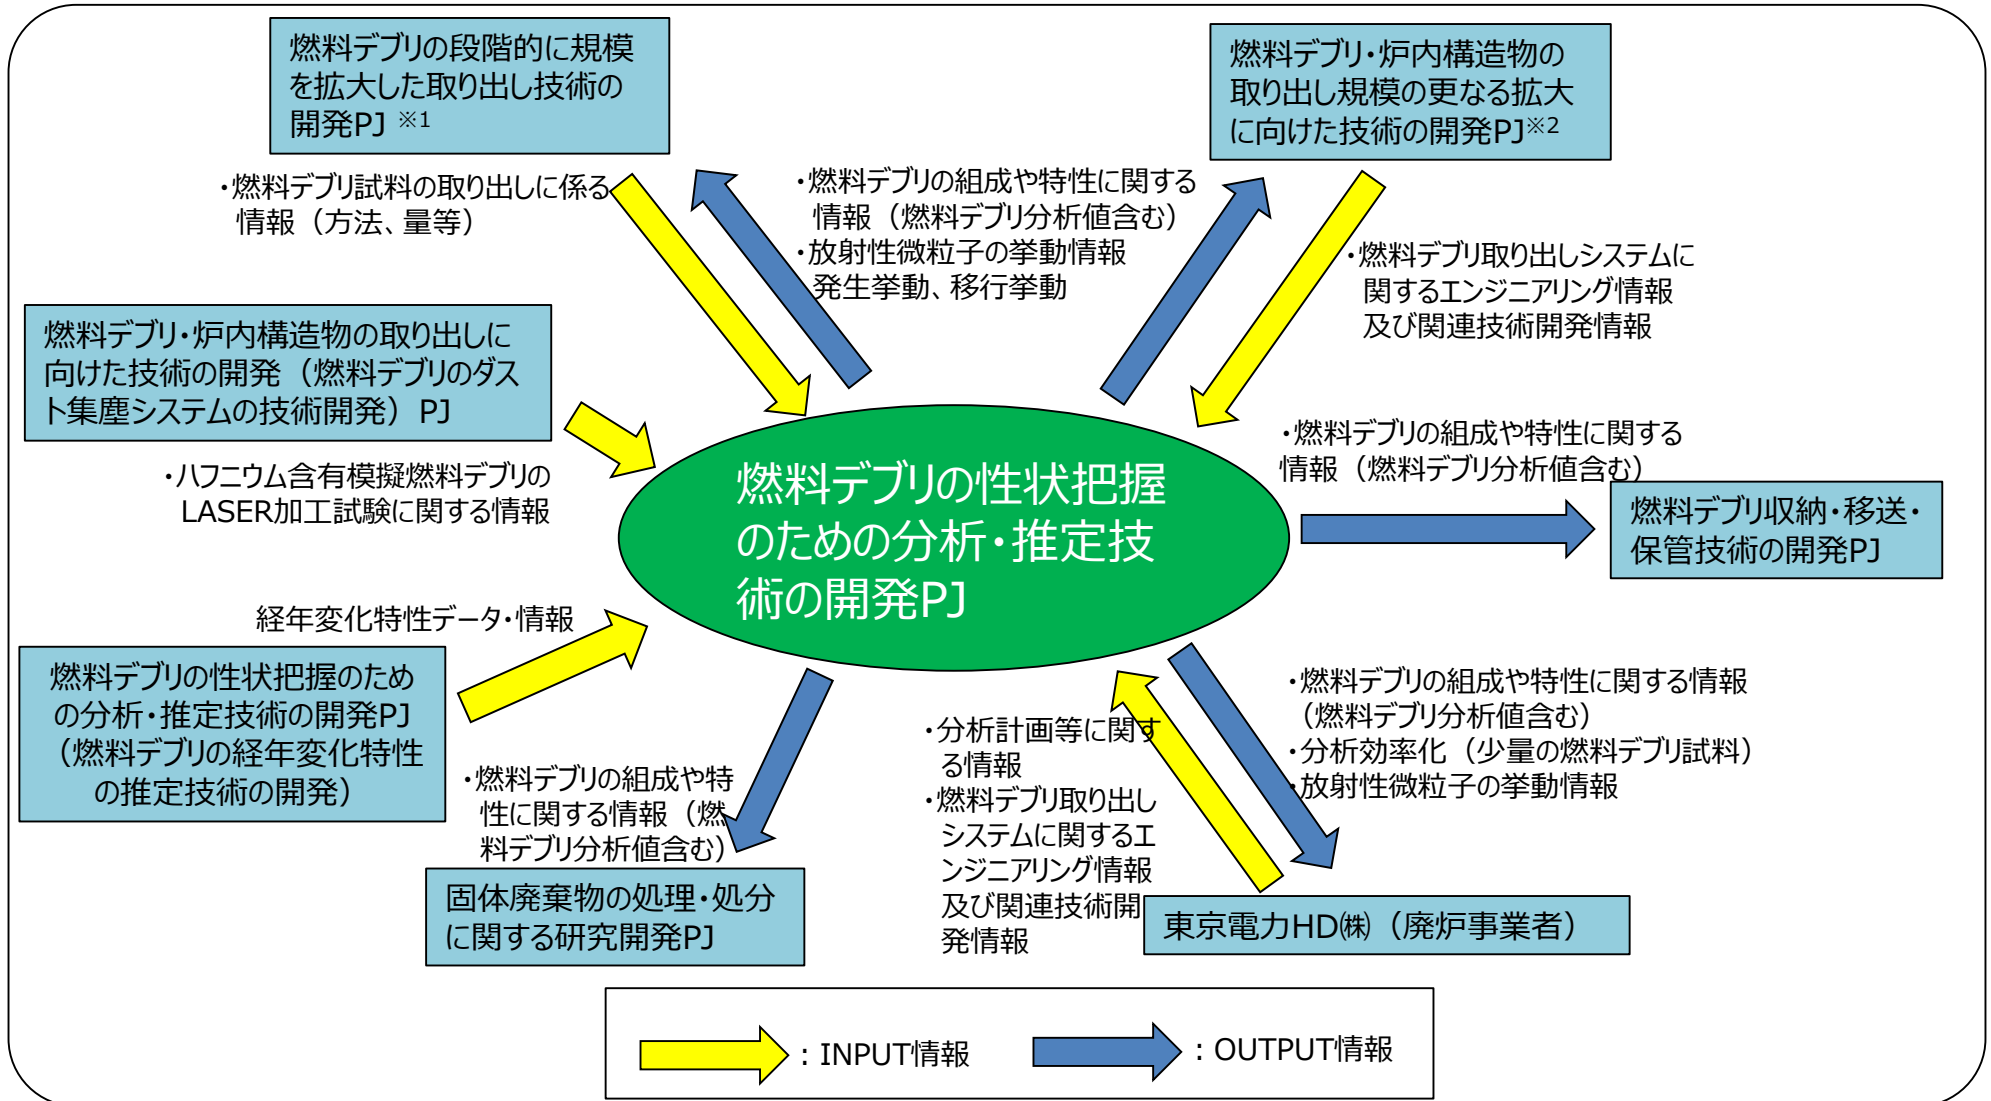 燃料デブリの段階的に規模
を拡大した取り出し技術の
開発PJ ※1
燃料デブリ・炉内構造物の
取り出し規模の更なる拡大
に向けた技術の開発PJ※2
・燃料デブリ試料の取り出しに係る
情報（方法、量等）
・燃料デブリの組成や特性に関する
情報（燃料デブリ分析値含む）
・放射性微粒子の挙動情報
発生挙動、移行挙動
・燃料デブリ取り出しシステムに
関するエンジニアリング情報
及び関連技術開発情報
燃料デブリ・炉内構造物の取り出しに
向けた技術の開発（燃料デブリのダス
ト集塵システムの技術開発）PJ
・ハフニウム含有模擬燃料デブリの
LASER加工試験に関する情報
燃料デブリの性状把握
のための分析・推定技
術の開発PJ
・燃料デブリの組成や特性に関する
情報（燃料デブリ分析値含む）
燃料デブリ収納・移送・
保管技術の開発PJ
経年変化特性データ・情報
燃料デブリの性状把握のため
の分析・推定技術の開発PJ
（燃料デブリの経年変化特性
の推定技術の開発）
・燃料デブリの組成や特
性に関する情報（燃
料デブリ分析値含む）
固体廃棄物の処理・処分
に関する研究開発PJ
・分析計画等に関す
る情報
・燃料デブリ取り出し
システムに関するエ
ンジニアリング情報
及び関連技術開
発情報
・燃料デブリの組成や特性に関する情報
（燃料デブリ分析値含む）
・分析効率化（少量の燃料デブリ試料）
・放射性微粒子の挙動情報
東京電力HD㈱（廃炉事業者）
：INPUT情報
：OUTPUT情報